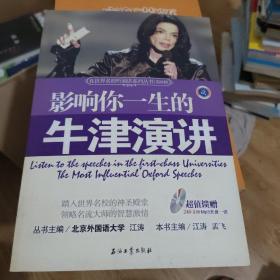 影响你一生的
牛津演讲
Listen to the speeches in the first-class Universities
The Most Influential Oxford Speeches
踏入世界名校的神圣殿堂
领略名流大师的智慧激情
超值馈赠
丛书主编/北京外国语大学 江涛
本书主编/江涛 孟飞
石油工业出版社